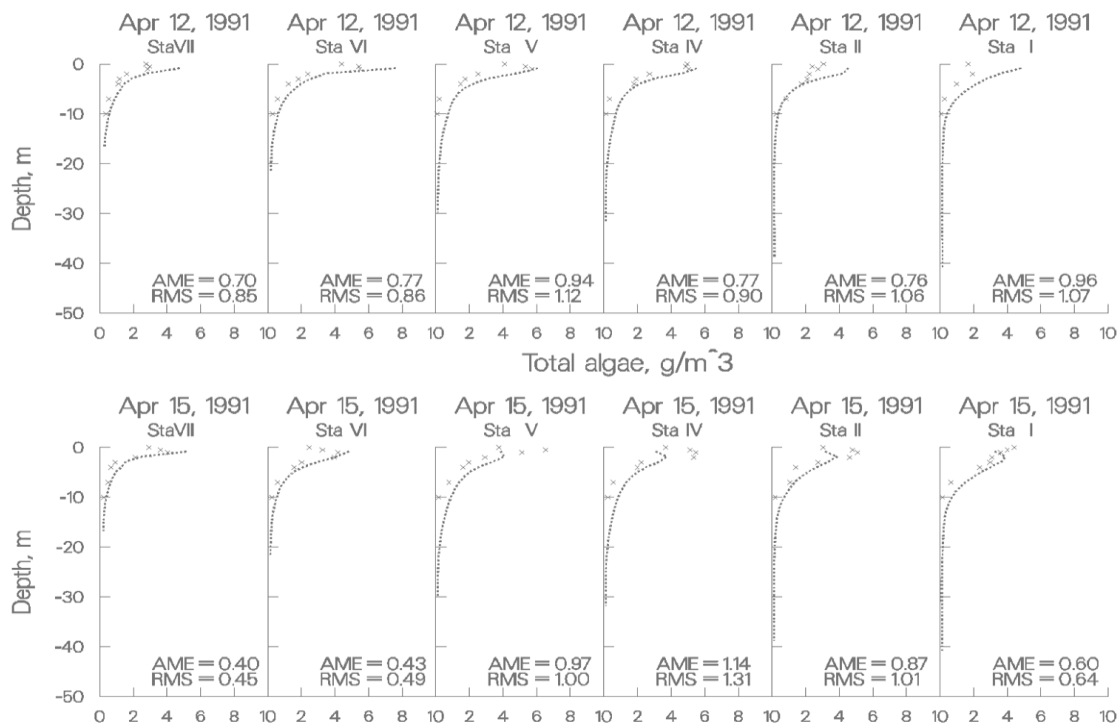 Apr 12, 1991 Apr 12, 1991 Apr 12, 1991 Apr 12, 1991 Apr 12, 1991 Apr 12, 1991
Sta VII Sta VI Sta V Sta IV Sta II Sta I
0
-10
-20
Depth, m
-30
-40
AME = 0.70 AME = 0.77 AME = 0.94 AME = 0.77 AME = 0.76 AME = 0.96
RMS = 0.85 RMS = 0.86 RMS = 1.12 RMS = 0.90 RMS = 1.06 RMS = 1.07
-50
0 2 4 6 8 10 2 4 6 8 10 2 4 6 8 10 2 4 6 8 10 2 4 6 8 10 2 4 6 8 10
Total algae, g/m^3
Apr 15, 1991 Apr 15, 1991 Apr 15, 1991 Apr 15, 1991 Apr 15, 1991 Apr 15, 1991
Sta VII Sta VI Sta V Sta IV Sta II Sta I
0
-10
-20
Depth, m
-30
-40
AME = 0.40 AME = 0.43 AME = 0.97 AME = 1.14 AME = 0.87 AME = 0.60
RMS = 0.45 RMS = 0.49 RMS = 1.00 RMS = 1.31 RMS = 1.01 RMS = 0.64
-50
0 2 4 6 8 10 2 4 6 8 10 2 4 6 8 10 2 4 6 8 10 2 4 6 8 10 2 4 6 8 10